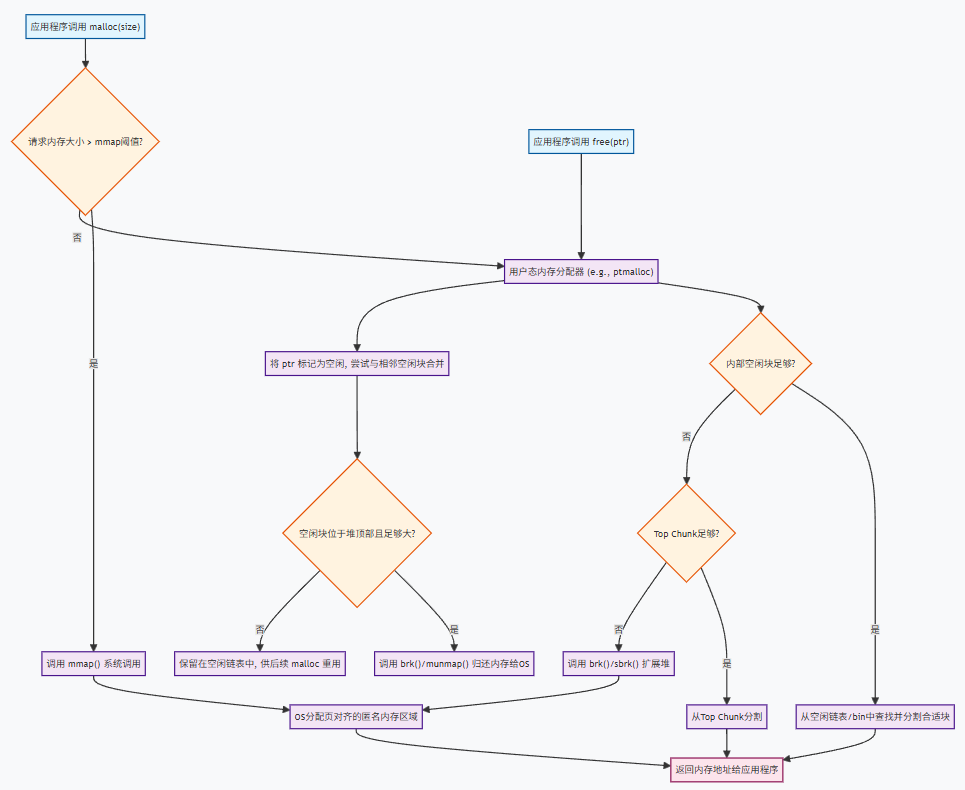 应用程序调用 malloc(size)
请求内存大小 > mmap阈值?
应用程序调用 free(ptr)
否
用户态内存分配器 (e.g., ptmalloc)
是
将 ptr 标记为空闲, 尝试与相邻空闲块合并
内部空闲块足够?
否
空闲块位于堆顶部且足够大?
Top Chunk足够?
否
是
否
是
是
调用 mmap() 系统调用
保留在空闲链表中, 供后续 malloc 重用
调用 brk()/munmap() 归还内存给OS
调用 brk()/sbrk() 扩展堆
OS分配页对齐的匿名内存区域
从Top Chunk分割
从空闲链表/bin中查找并分割合适块
返回内存地址给应用程序